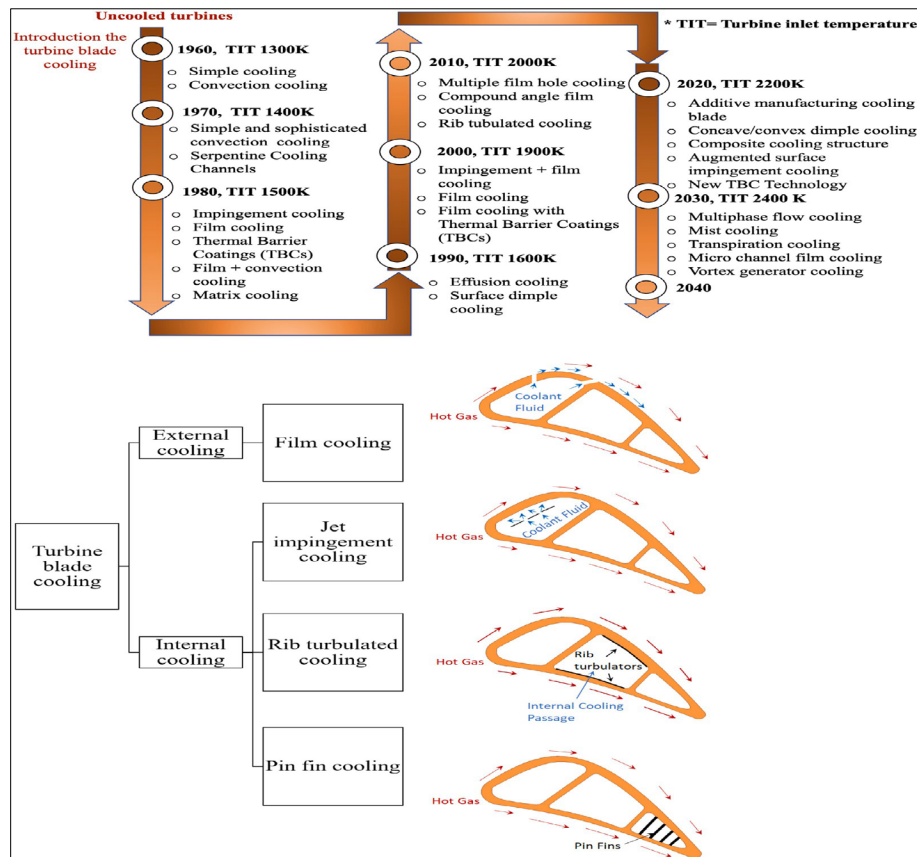 Uncooled turbines
Introduction the
turbine blade
cooling
1960, TIT 1300K
o Simple cooling
o Convection cooling
1970, TIT 1400K
o Simple and sophisticated
convection cooling
o Serpentine Cooling
Channels
1980, TIT 1500K
o Impingement cooling
o Film cooling
o Thermal Barrier
Coatings (TBCs)
o Film + convection
cooling
o Matrix cooling
2010, TIT 2000K
o Multiple film hole cooling
o Compound angle film
cooling
o Rib tubulated cooling
2000, TIT 1900K
o Impingement + film
cooling
o Film cooling
o Film cooling with
Thermal Barrier Coatings
(TBCs)
1990, TIT 1600K
o Effusion cooling
o Surface dimple
cooling
* TIT= Turbine inlet temperature
2020, TIT 2200K
o Additive manufacturing cooling
blade
o Concave/convex dimple cooling
o Composite cooling structure
o Augmented surface
impingement cooling
o New TBC Technology
2030, TIT 2400 K
o Multiphase flow cooling
o Mist cooling
o Transpiration cooling
o Micro channel film cooling
o Vortex generator cooling
2040
Turbine blade
cooling
External
cooling
Internal
cooling
Film cooling
Jet
impingement
cooling
Rib turbulated
cooling
Pin fin cooling
Coolant
Fluid
Hot Gas
Coolant Fluid
Hot Gas
Rib
turbulators
Hot Gas
Internal Cooling
Passage
Hot Gas
Pin Fins